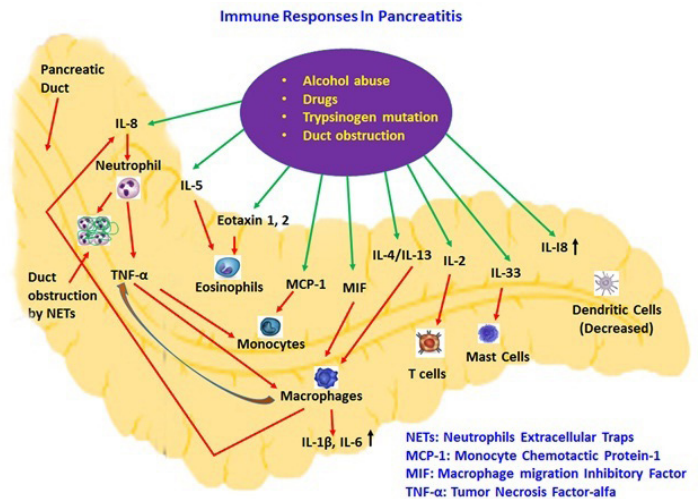 Immune Responses In Pancreatitis
• Alcohol abuse
• Drugs
• Trypsinogen mutation
• Duct obstruction
Pancreatic
Duct
IL-8
Neutrophil
IL-5
Eotaxin 1, 2
Eosinophils
Duct
obstruction
by NETs
TNF-α
MCP-1
Monocytes
MIF
IL-4/IL-13
IL-2
IL-33
IL-I8
Dendritic Cells
(Decreased)
T cells
Mast Cells
Macrophages
IL-1β, IL-6
NETs: Neutrophils Extracellular Traps
MCP-1: Monocyte Chemotactic Protein-1
MIF: Macrophage migration Inhibitory Factor
TNF-α: Tumor Necrosis Factor-alfa